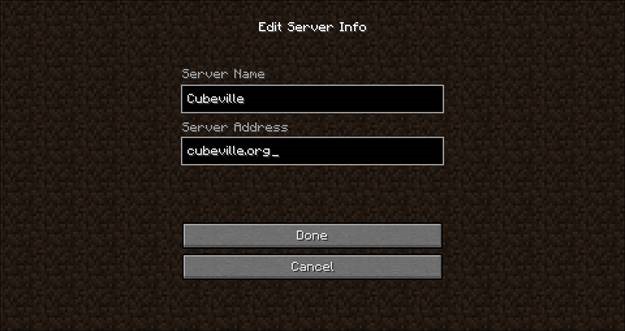 Edit Server Info
Server Name
Cubeville
Server Address
cubeville.org_
Done
Cancel